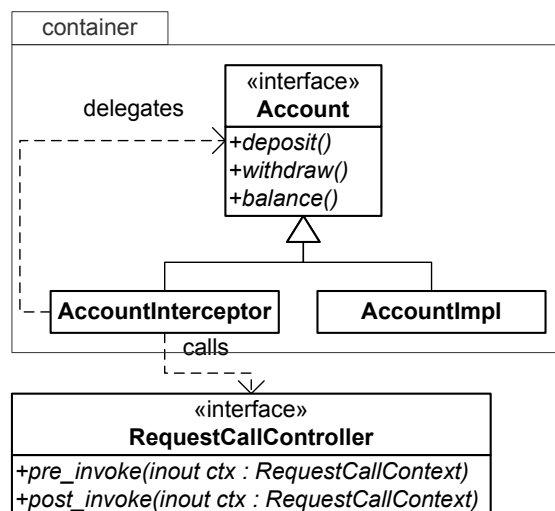 container
«interface»
Account
delegates
+deposit()
+withdraw()
+balance()
AccountInterceptor
AccountImpl
calls
«interface»
RequestCallController
+pre_invoke(inout ctx : RequestCallContext)
+post_invoke(inout ctx : RequestCallContext)